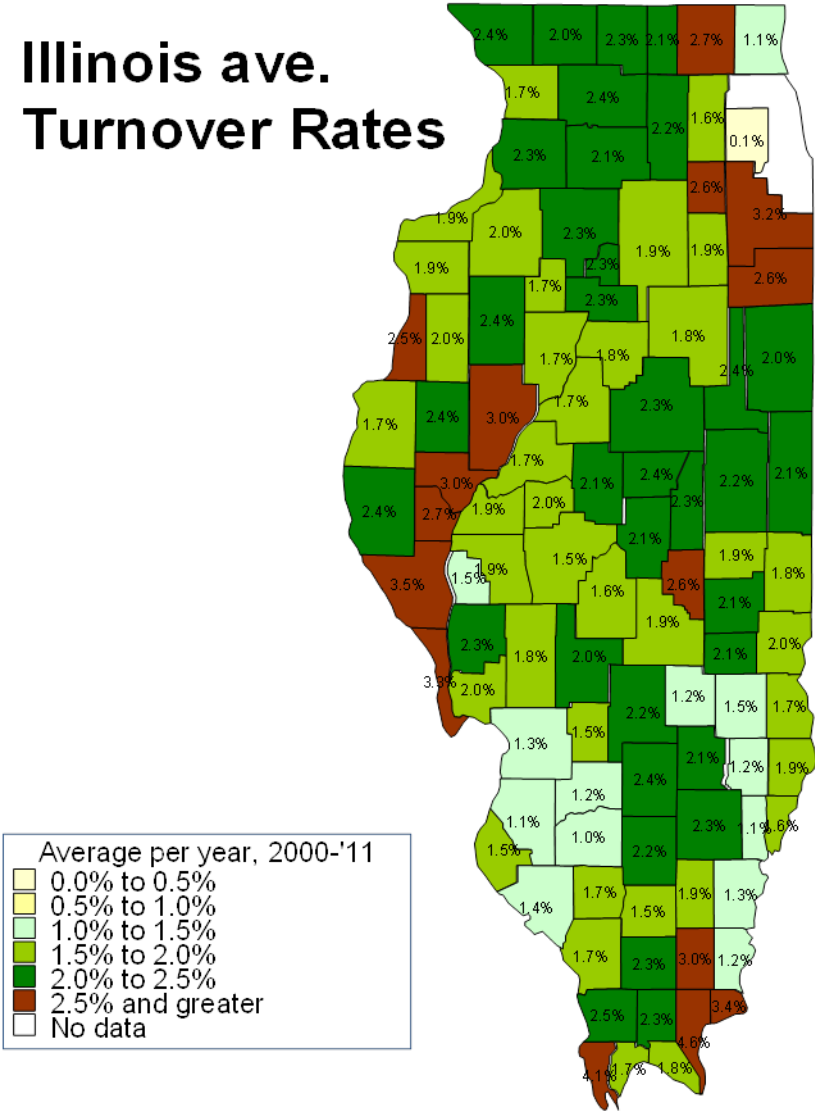 Illinois ave.
Turnover Rates
2.4% 2.0% 2.3% 2.1% 2.7% 1.1%
1.7% 2.4% 2.2% 1.6% 0.1%
2.3% 2.1% 2.6% 3.2%
1.9% 2.0% 2.3% 1.9% 1.9%
1.9% 1.7% 2.3% 2.6%
2.5% 2.0% 2.4% 2.3% 1.8% 2.4% 2.0%
1.7% 1.8%
1.7% 2.4% 3.0% 1.7% 2.3%
3.0% 1.7% 2.1% 2.4% 2.3% 2.2% 2.1%
2.4% 2.7% 1.9% 2.0% 2.1%
3.5% 1.5% 1.9% 1.5% 1.6% 2.6% 1.9% 1.8%
2.1%
2.3% 1.8% 2.0% 1.9% 2.1% 2.0%
3.3% 2.0% 2.2% 1.2% 1.5% 1.7%
1.3% 1.5% 2.1% 1.2% 1.9%
1.2% 2.4%
1.1% 1.0% 2.2% 2.3% 1.1% 1.6%
1.5%
1.4% 1.7% 1.5% 1.9% 1.3%
1.7% 2.3% 3.0% 1.2%
2.5% 2.3% 4.6% 3.4%
4.1% 1.7% 1.8%
Average per year, 2000-'11
0.0% to 0.5%
0.5% to 1.0%
1.0% to 1.5%
1.5% to 2.0%
2.0% to 2.5%
2.5% and greater
No data